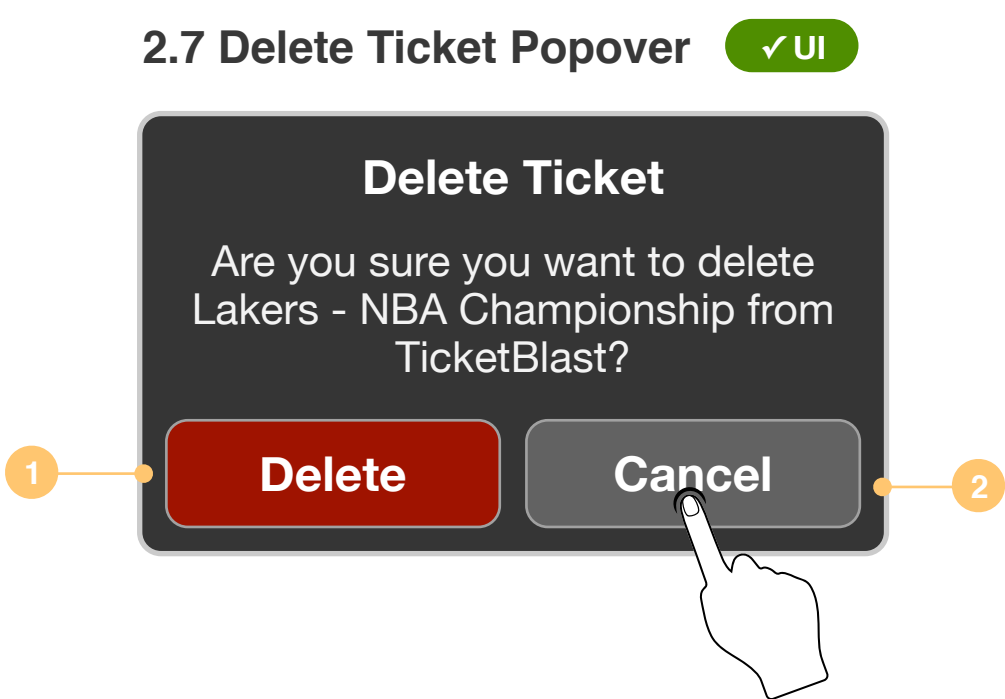 2.7 Delete Ticket Popover ✓ UI
Delete Ticket
Are you sure you want to delete
Lakers - NBA Championship from
TicketBlast?
1 Delete Cancel 2